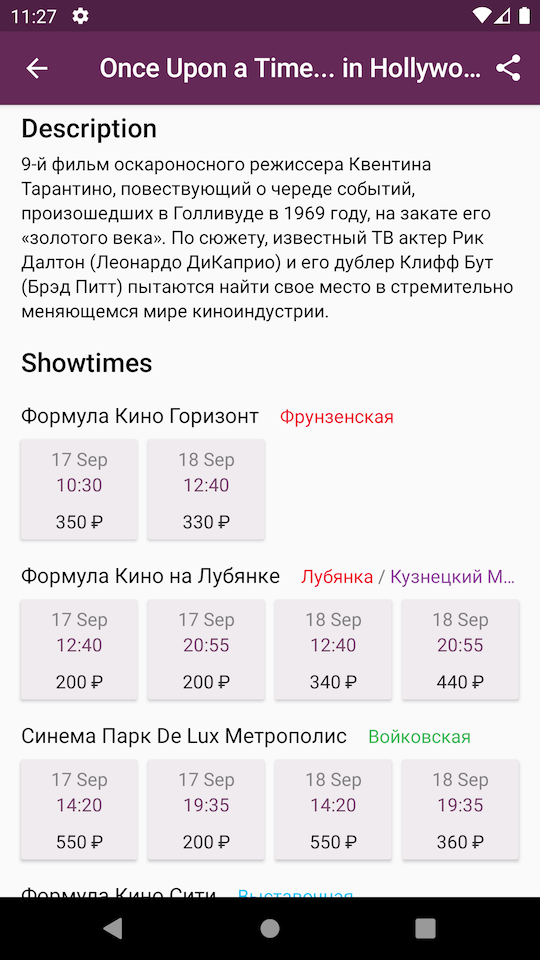 11:27
Once Upon a Time... in Hollywo...
Description
9-й фильм оскароносного режиссера Квентина
Тарантино, повествующий о череде событий,
произошедших в Голливуде в 1969 году, на закате его
«золотого века». По сюжету, известный ТВ актер Рик
Далтон (Леонардо ДиКаприо) и его дублер Клифф Бут
(Брэд Питт) пытаются найти свое место в стремительно
меняющемся мире киноиндустрии.
Showtimes
Формула Кино Горизонт Фрунзенская
17 Sep 18 Sep
10:30 12:40
350 ₽ 330 ₽
Формула Кино на Лубянке Лубянка / Кузнецкий М...
17 Sep 17 Sep 18 Sep 18 Sep
12:40 20:55 12:40 20:55
200 ₽ 200 ₽ 340 ₽ 440 ₽
Синема Парк De Lux Метрополис Войковская
17 Sep 17 Sep 18 Sep 18 Sep
14:20 19:35 14:20 19:35
550 ₽ 200 ₽ 550 ₽ 360 ₽
Формула Кино Сити Выставочная